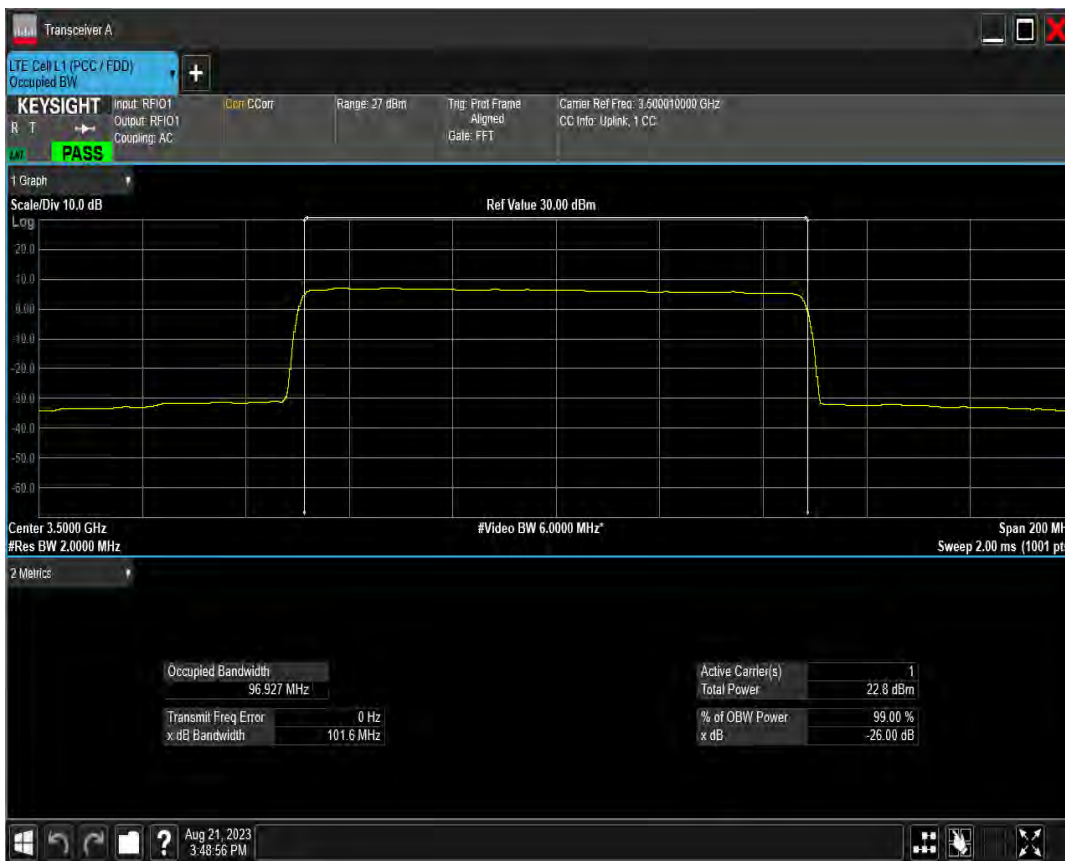 Transceiver A
LTE Cell L1 (PCC / FDD)
Occupied BW
+
KEYSIGHT
R T
PASS
Input: RFIO1
Output: RFIO1
Coupling: AC
Corr CCorr
Range: 27 dBm
Trig: Prot Frame
Aligned
Gate: FFT
Carrier Ref Freq: 3.500010000 GHz
CC Info: Uplink, 1 CC
1 Graph
Scale/Div 10.0 dB
Ref Value 30.00 dBm
Log
20.0
10.0
0.00
-10.0
-20.0
-30.0
-40.0
-50.0
-60.0
Center 3.5000 GHz
#Video BW 6.0000 MHz*
Span 200 MH
#Res BW 2.0000 MHz
Sweep 2.00 ms (1001 pts
2 Metrics
Occupied Bandwidth
96.927 MHz
Transmit Freq Error 0 Hz
x dB Bandwidth 101.6 MHz
Active Carrier(s) 1
Total Power 22.8 dBm
% of OBW Power 99.00 %
x dB -26.00 dB
?
Aug 21, 2023
3:48:56 PM